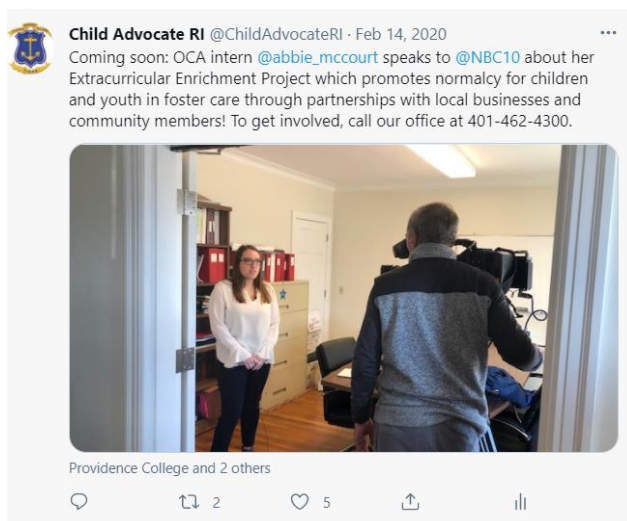 Child Advocate RI @ChildAdvocateRI · Feb 14, 2020
Coming soon: OCA intern @abbie_mccourt speaks to @NBC10 about her
Extracurricular Enrichment Project which promotes normalcy for children
and youth in foster care through partnerships with local businesses and
community members! To get involved, call our office at 401-462-4300.
Providence College and 2 others
2 5